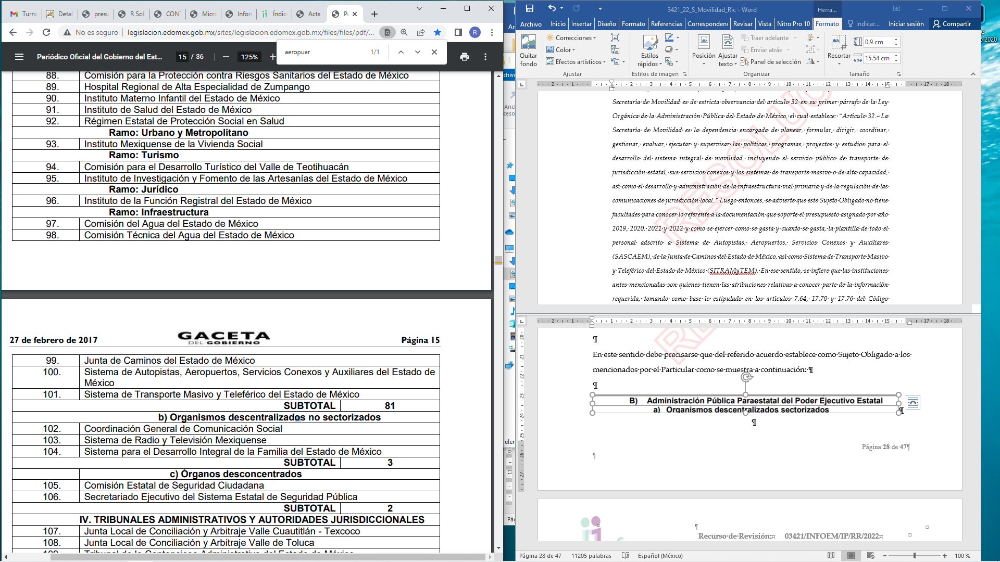 Turno
Detal
presu
R Soli
CONT
Micro
Inforr
Índice
Acta
Pe
No es seguro
legislacion.edomex.gob.mx/sites/legislacion.edomex.gob.mx/files/files/pdf/...
R
aeropuer
1/1
Periódico Oficial del Gobierno del Est...
15 / 36
125%
88. Comisión para la Protección contra Riesgos Sanitarios del Estado de México
89. Hospital Regional de Alta Especialidad de Zumpango
90. Instituto Materno Infantil del Estado de México
91. Instituto de Salud del Estado de México
92. Régimen Estatal de Protección Social en Salud
Ramo: Urbano y Metropolitano
93. Instituto Mexiquense de la Vivienda Social
Ramo: Turismo
94. Comisión para el Desarrollo Turístico del Valle de Teotihuacán
95. Instituto de Investigación y Fomento de las Artesanías del Estado de México
Ramo: Jurídico
96. Instituto de la Función Registral del Estado de México
Ramo: Infraestructura
97. Comisión del Agua del Estado de México
98. Comisión Técnica del Agua del Estado de México
27 de febrero de 2017
GACETA
DEL GOBIERNO
Página 15
99. Junta de Caminos del Estado de México
100. Sistema de Autopistas, Aeropuertos, Servicios Conexos y Auxiliares del Estado de
México
101. Sistema de Transporte Masivo y Teleférico del Estado de México
SUBTOTAL 81
b) Organismos descentralizados no sectorizados
102. Coordinación General de Comunicación Social
103. Sistema de Radio y Televisión Mexiquense
104. Sistema para el Desarrollo Integral de la Familia del Estado de México
SUBTOTAL 3
c) Órganos desconcentrados
105. Comisión Estatal de Seguridad Ciudadana
106. Secretariado Ejecutivo del Sistema Estatal de Seguridad Pública
SUBTOTAL 2
IV. TRIBUNALES ADMINISTRATIVOS Y AUTORIDADES JURISDICCIONALES
107. Junta Local de Conciliación y Arbitraje Valle Cuautitlán - Texcoco
108. Junta Local de Conciliación y Arbitraje Valle de Toluca
109. Tribunal de lo Contencioso Administrativo del Estado de México
3421_22_S_Movilidad_Ric - Word
Herra...
Archivo
Inicio
Insertar
Diseño
Formato
Referencias
Correspondenc
Revisar
Vista
Nitro Pro 10
Formato
Indicar...
Iniciar sesión
Compartir
Quitar
fondo
Correcciones
Color
Efectos artísticos
Ajustar
Estilos
rápidos
Estilos de imagen
Posición
Ajustar
texto
Traer adelante
Enviar atrás
Panel de selección
Organizar
Recortar
0.9 cm
15.54 cm
Tamaño
Secretaría de Movilidad es de estricta observancia del artículo 32 en su primer párrafo de la Ley
Orgánica de la Administración Pública del Estado de México, el cual establece: “Artículo 32.- La
Secretaría de Movilidad es la dependencia encargada de planear, formular, dirigir, coordinar,
gestionar, evaluar, ejecutar y supervisar las políticas, programas, proyectos y estudios para el
desarrollo del sistema integral de movilidad, incluyendo el servicio público de transporte de
jurisdicción estatal, sus servicios conexos y los sistemas de transporte masivo o de alta capacidad,
así como el desarrollo y administración de la infraestructura vial primaria y de la regulación de las
comunicaciones de jurisdicción local.” Luego entonces, se advierte que este Sujeto Obligado no tiene
facultades para conocer lo referente a la documentación que soporte el presupuesto asignado por año
2019, 2020, 2021 y 2022 y como se ejercer como se gasta y cuanto se gasta, la plantilla de todo el
personal adscrito a Sistema de Autopistas, Aeropuertos, Servicios Conexos y Auxiliares
(SASCAEM), de la Junta de Caminos del Estado de México, así como Sistema de Transporte Masivo
y Teleférico del Estado de México (SITRAMyTEM). En ese sentido, se infiere que las instituciones
antes mencionadas son quienes tienen las atribuciones relativas a conocer parte de la información
requerida, tomando como base lo estipulado en los artículos 7.64, 17.70 y 17.76 del Código
¶
En este sentido debe precisarse que del referido acuerdo establece como Sujeto Obligado a los
mencionados por el Particular como se muestra a continuación: ¶
¶
B) Administración Pública Paraestatal del Poder Ejecutivo Estatal
a) Organismos descentralizados sectorizados
¶
¶
Página 28 de 47¶
¶
¶
Recurso de Revisión:¤ 03421/INFOEM/IP/RR/2022¤
Página 28 de 47
11205 palabras
Español (México)
100 %